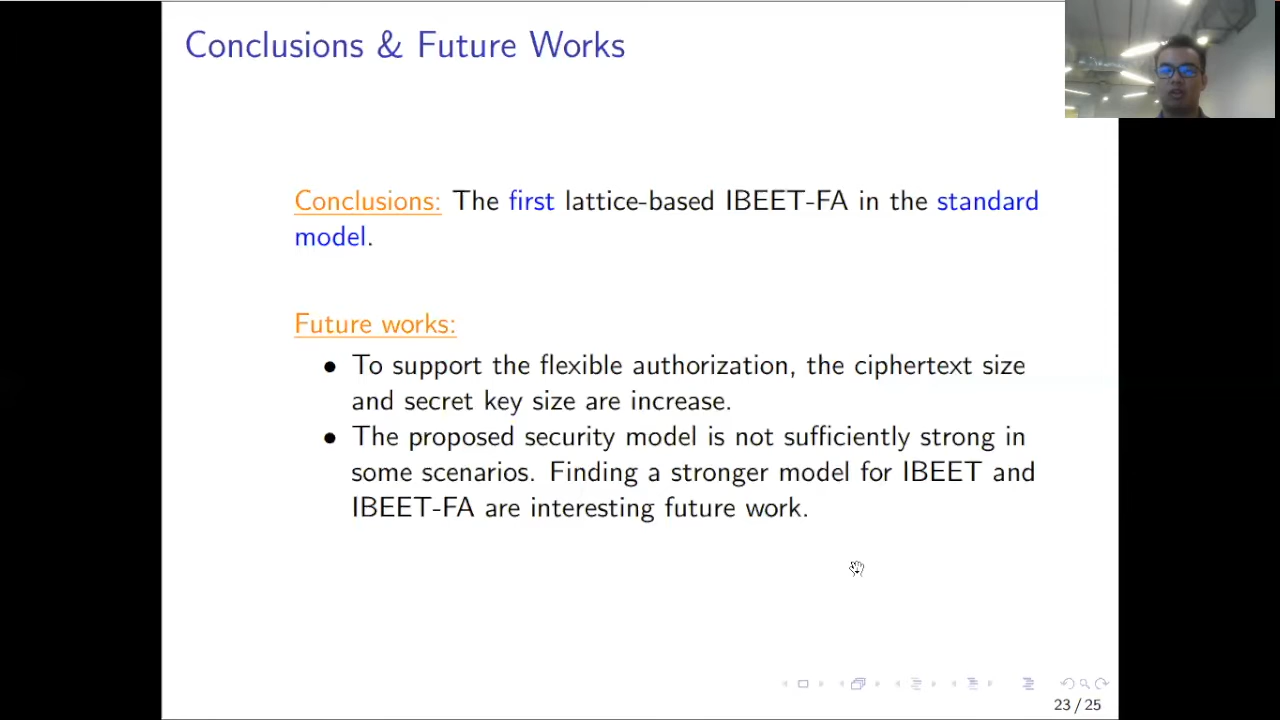 Conclusions & Future Works
Conclusions: The first lattice-based IBEET-FA in the standard
model.
Future works:
• To support the flexible authorization, the ciphertext size
and secret key size are increase.
• The proposed security model is not sufficiently strong in
some scenarios. Finding a stronger model for IBEET and
IBEET-FA are interesting future work.
23 / 25